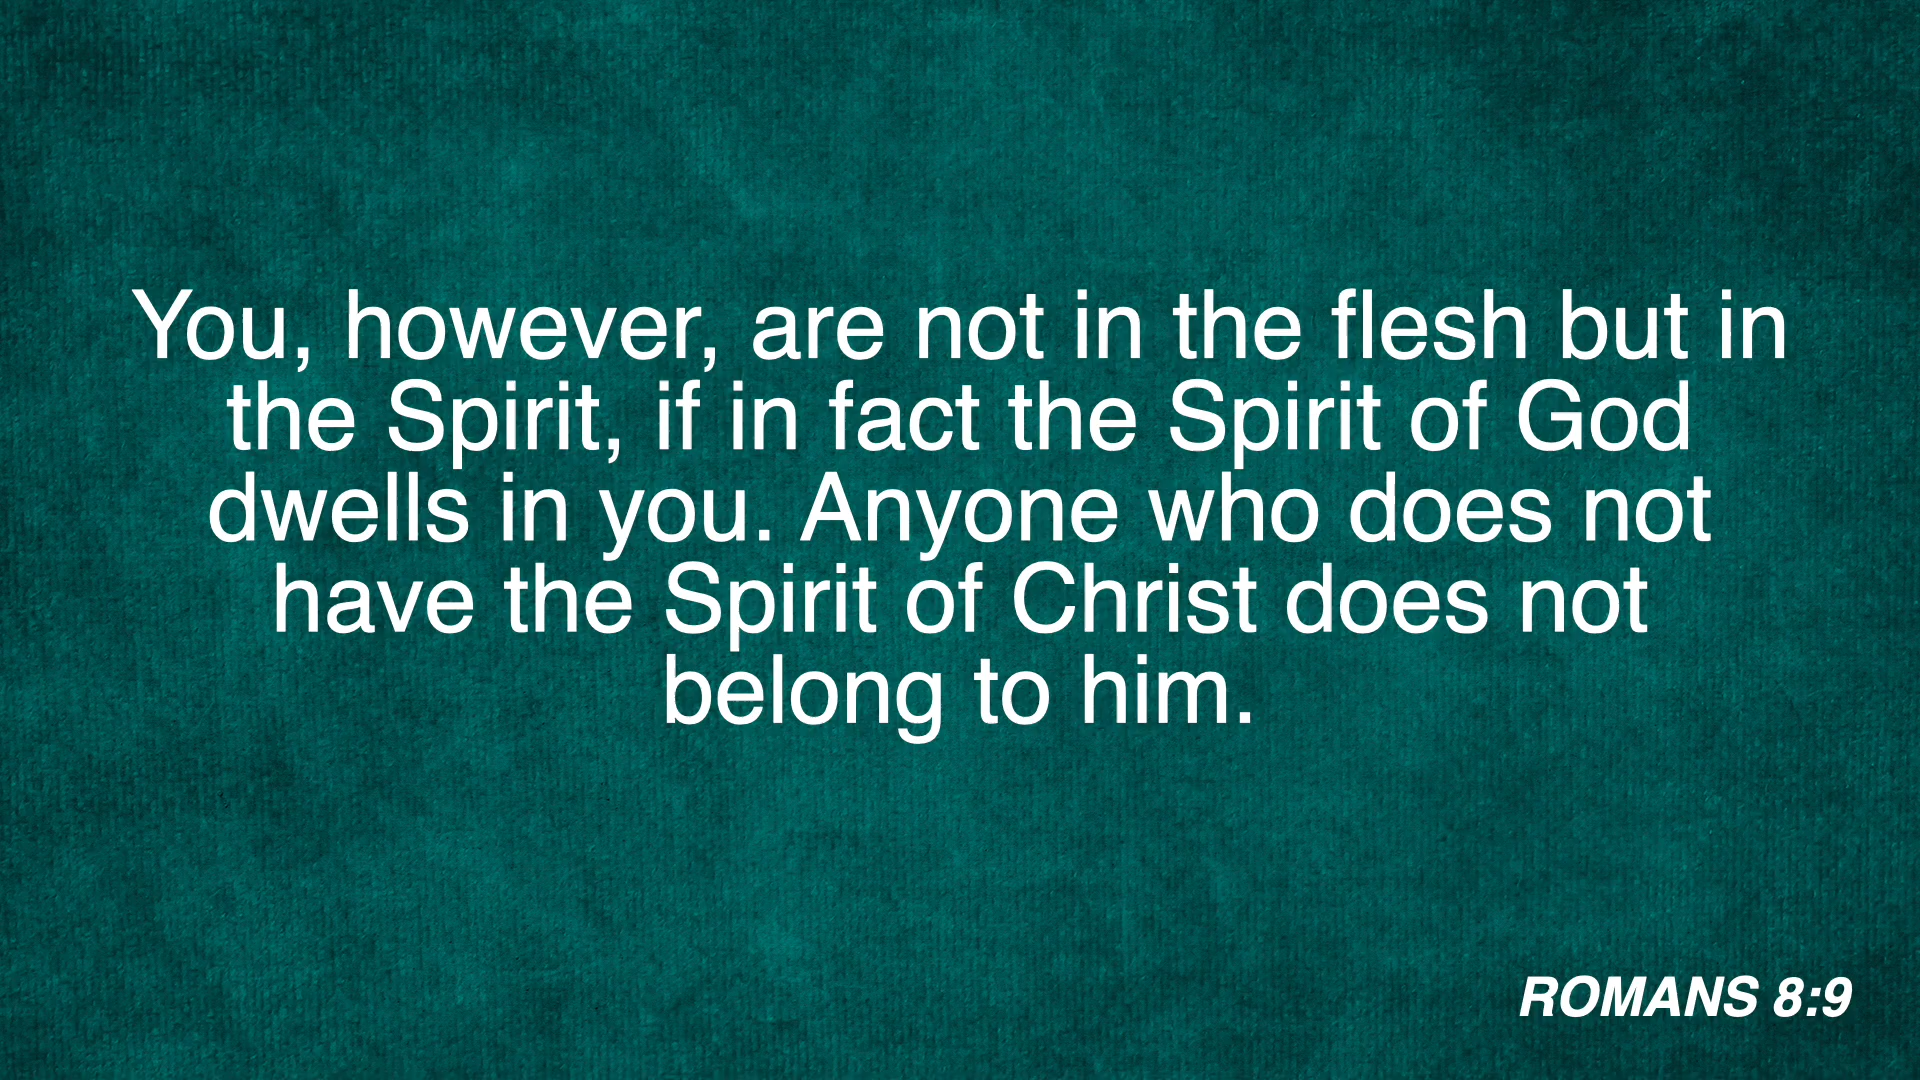 You, however, are not in the flesh but in
the Spirit, if in fact the Spirit of God
dwells in you. Anyone who does not
have the Spirit of Christ does not
belong to him.
ROMANS 8:9